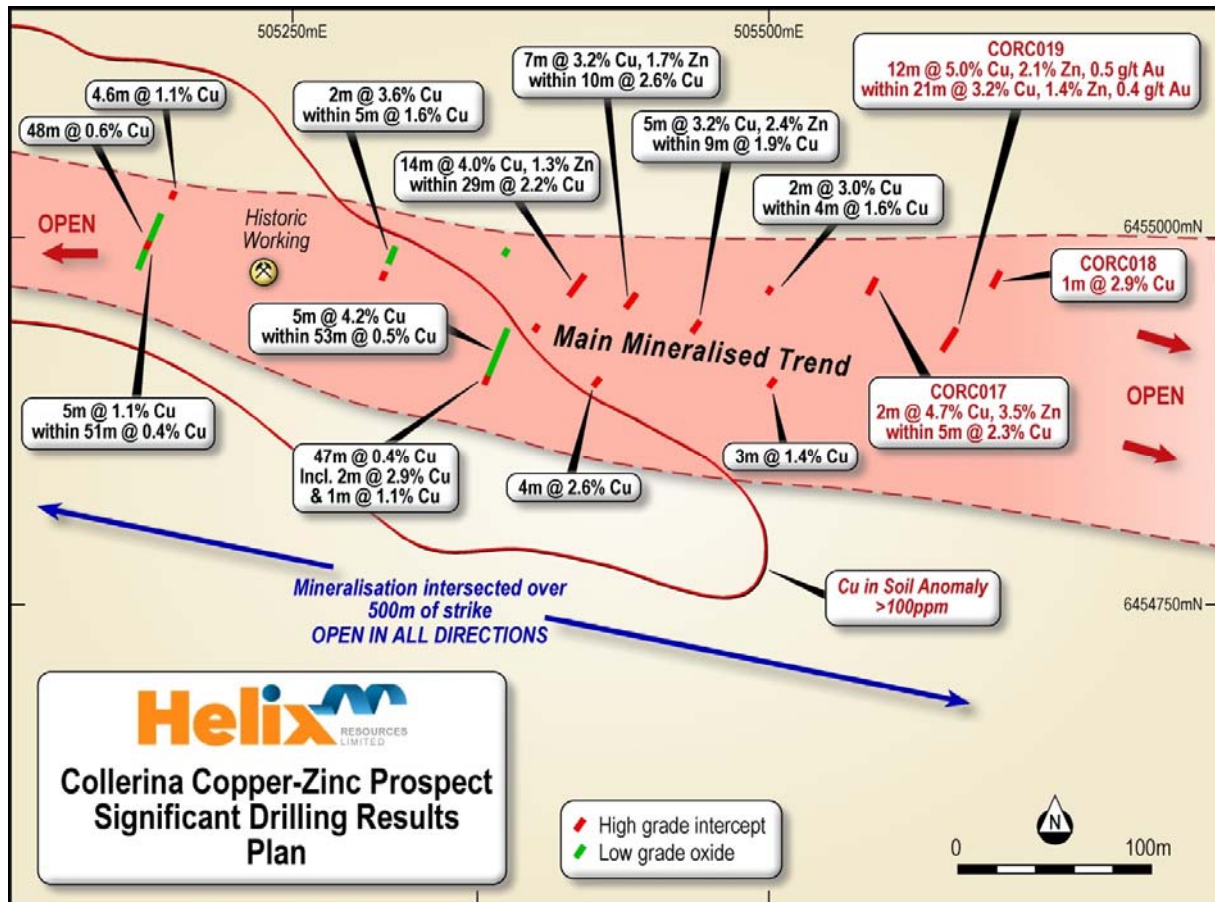 505250mE
505500mE
CORC019
12m @ 5.0% Cu, 2.1% Zn, 0.5 g/t Au
within 21m @ 3.2% Cu, 1.4% Zn, 0.4 g/t Au
7m @ 3.2% Cu, 1.7% Zn
within 10m @ 2.6% Cu
4.6m @ 1.1% Cu
2m @ 3.6% Cu
within 5m @ 1.6% Cu
48m @ 0.6% Cu
5m @ 3.2% Cu, 2.4% Zn
within 9m @ 1.9% Cu
14m @ 4.0% Cu, 1.3% Zn
within 29m @ 2.2% Cu
2m @ 3.0% Cu
within 4m @ 1.6% Cu
6455000mN
OPEN
Historic
Working
CORC018
1m @ 2.9% Cu
5m @ 4.2% Cu
within 53m @ 0.5% Cu
Main Mineralised Trend
CORC017
2m @ 4.7% Cu, 3.5% Zn
within 5m @ 2.3% Cu
OPEN
5m @ 1.1% Cu
within 51m @ 0.4% Cu
47m @ 0.4% Cu
Incl. 2m @ 2.9% Cu
& 1m @ 1.1% Cu
4m @ 2.6% Cu
3m @ 1.4% Cu
Mineralisation intersected over
500m of strike
OPEN IN ALL DIRECTIONS
Cu in Soil Anomaly
>100ppm
6454750mN
Helix
RESOURCES
LIMITED
Collerina Copper-Zinc Prospect
Significant Drilling Results
Plan
High grade intercept
Low grade oxide
N
0 100m